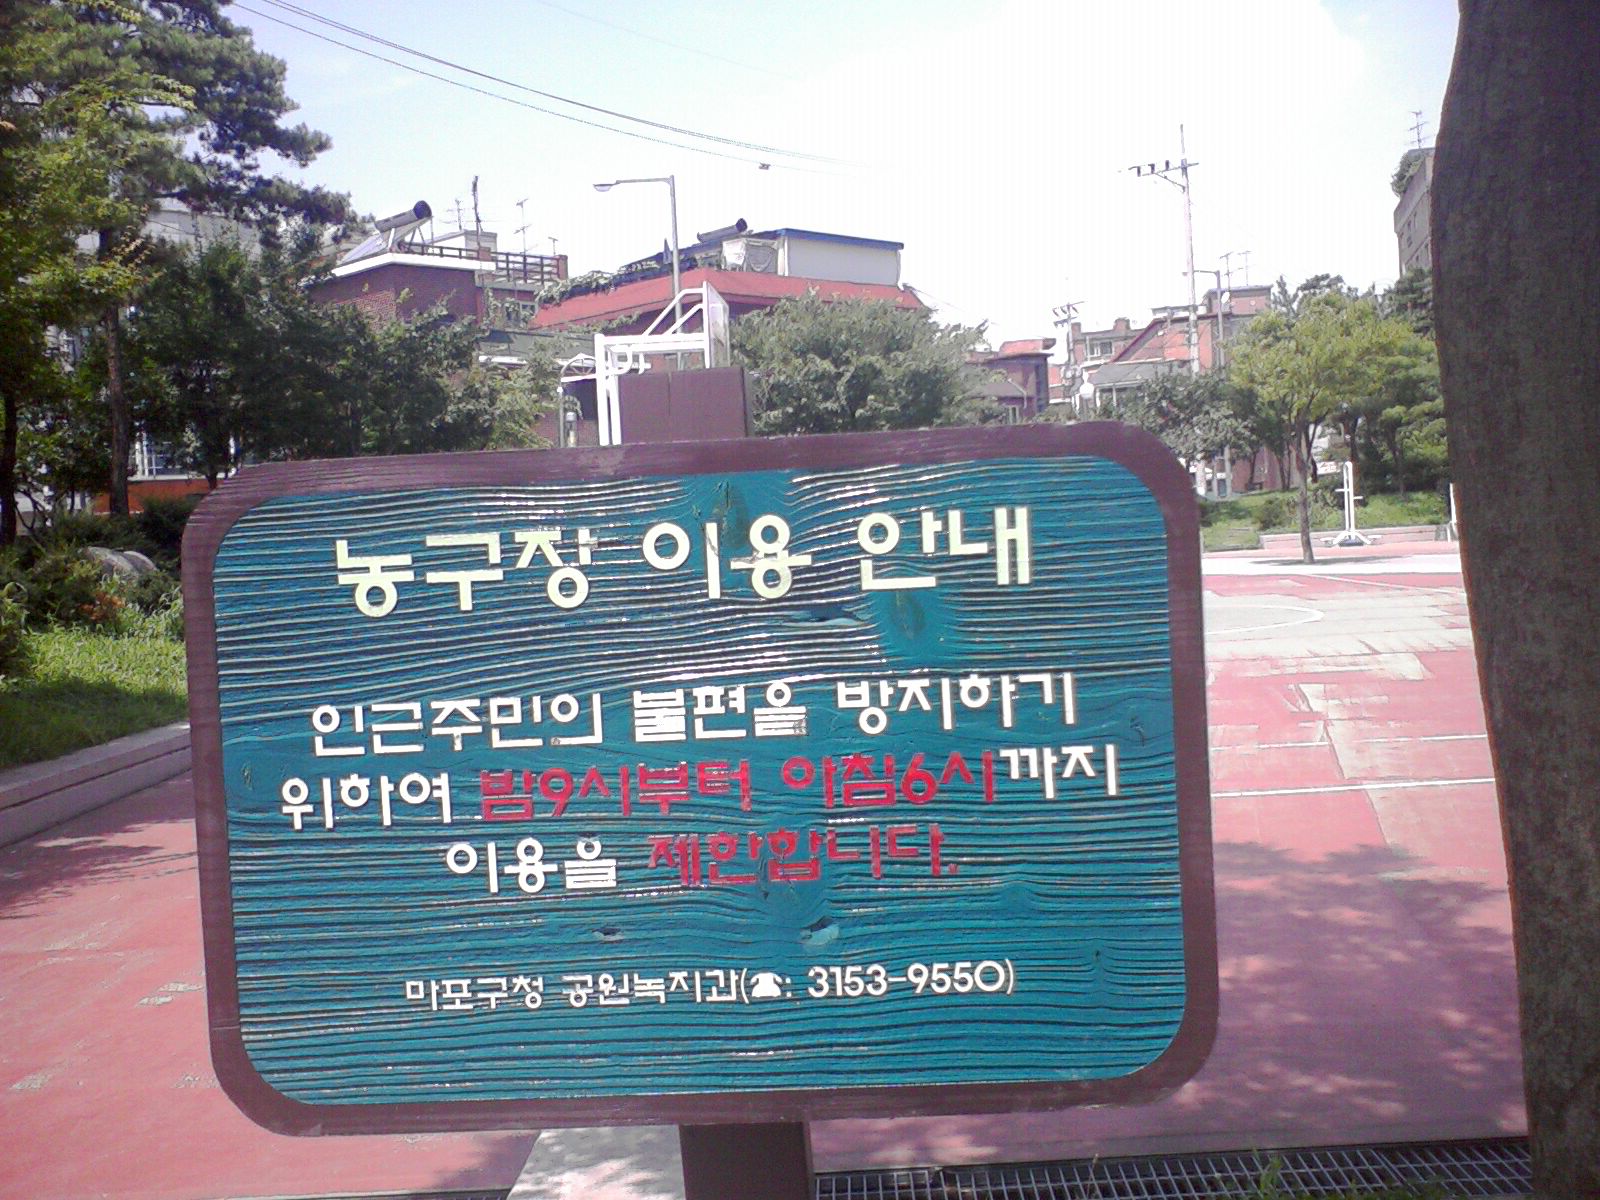 농구장 이용 안내
인근주민의 불편을 방지하기
위하여 밤9시부터 아침6시까지
이용을 제한합니다.
마포구청 공원녹지과(☎: 3153-9550)